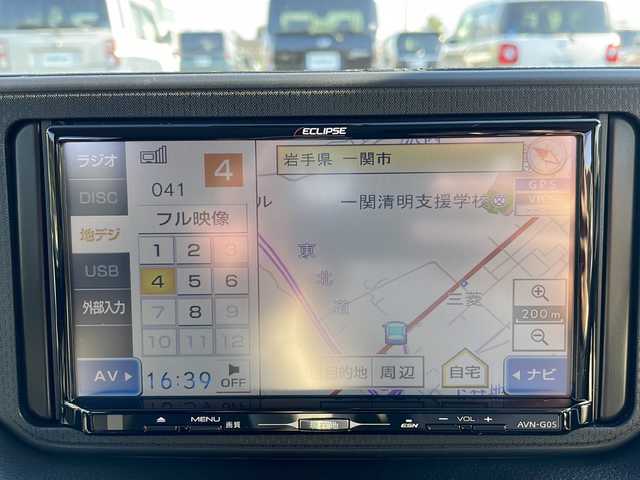 ECLIPSE
ラジオ
DISC
地デジ
USB
外部入力
AV
041
4
フル映像
1 2 3
4 5 6
7 8 9
10 11 12
16:39
OFF
岩手県 一関市
GPS
ル 一関清明支援学校
東
北
道
三菱
200m
目的地
周辺
自宅
ナビ
MENU
画質
VOL
AVN-G05